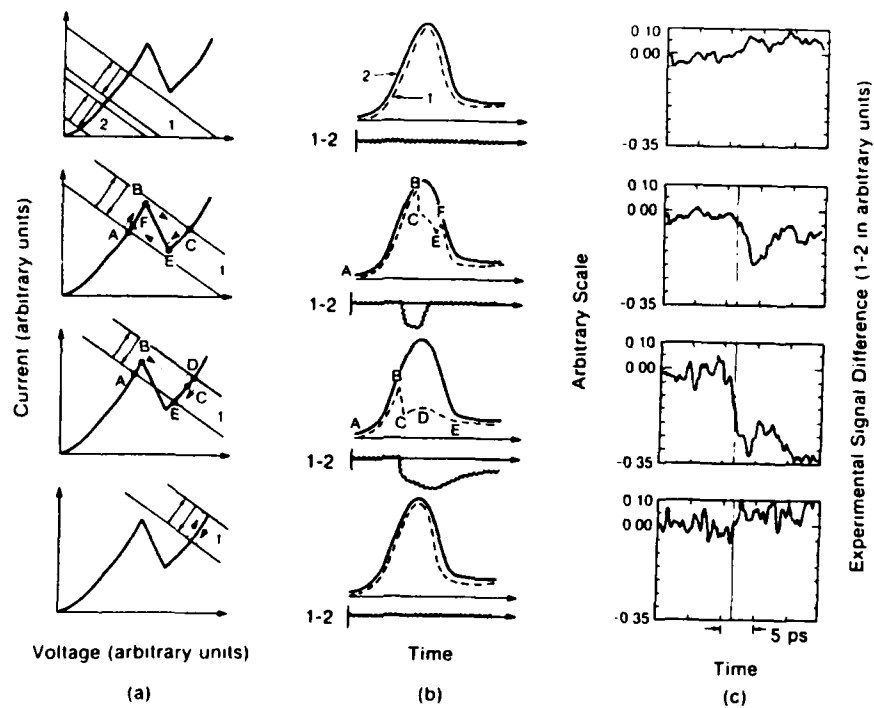 Current (arbitrary units)
2 1
B
F
A
C
E
1
B
D
A
C
E
1
1
Voltage (arbitrary units)
(a)
2
1
1-2
B
C F
E
A
1-2
B
C D
E
A
1-2
1-2
Time
(b)
Arbitrary Scale
0 10
0 00
-0.35
0 10
0 00
-0.35
0 10
0 00
-0.35
0 10
0 00
-0.35
5 ps
Time
(c)
Experimental Signal Difference (1-2 in arbitrary units)